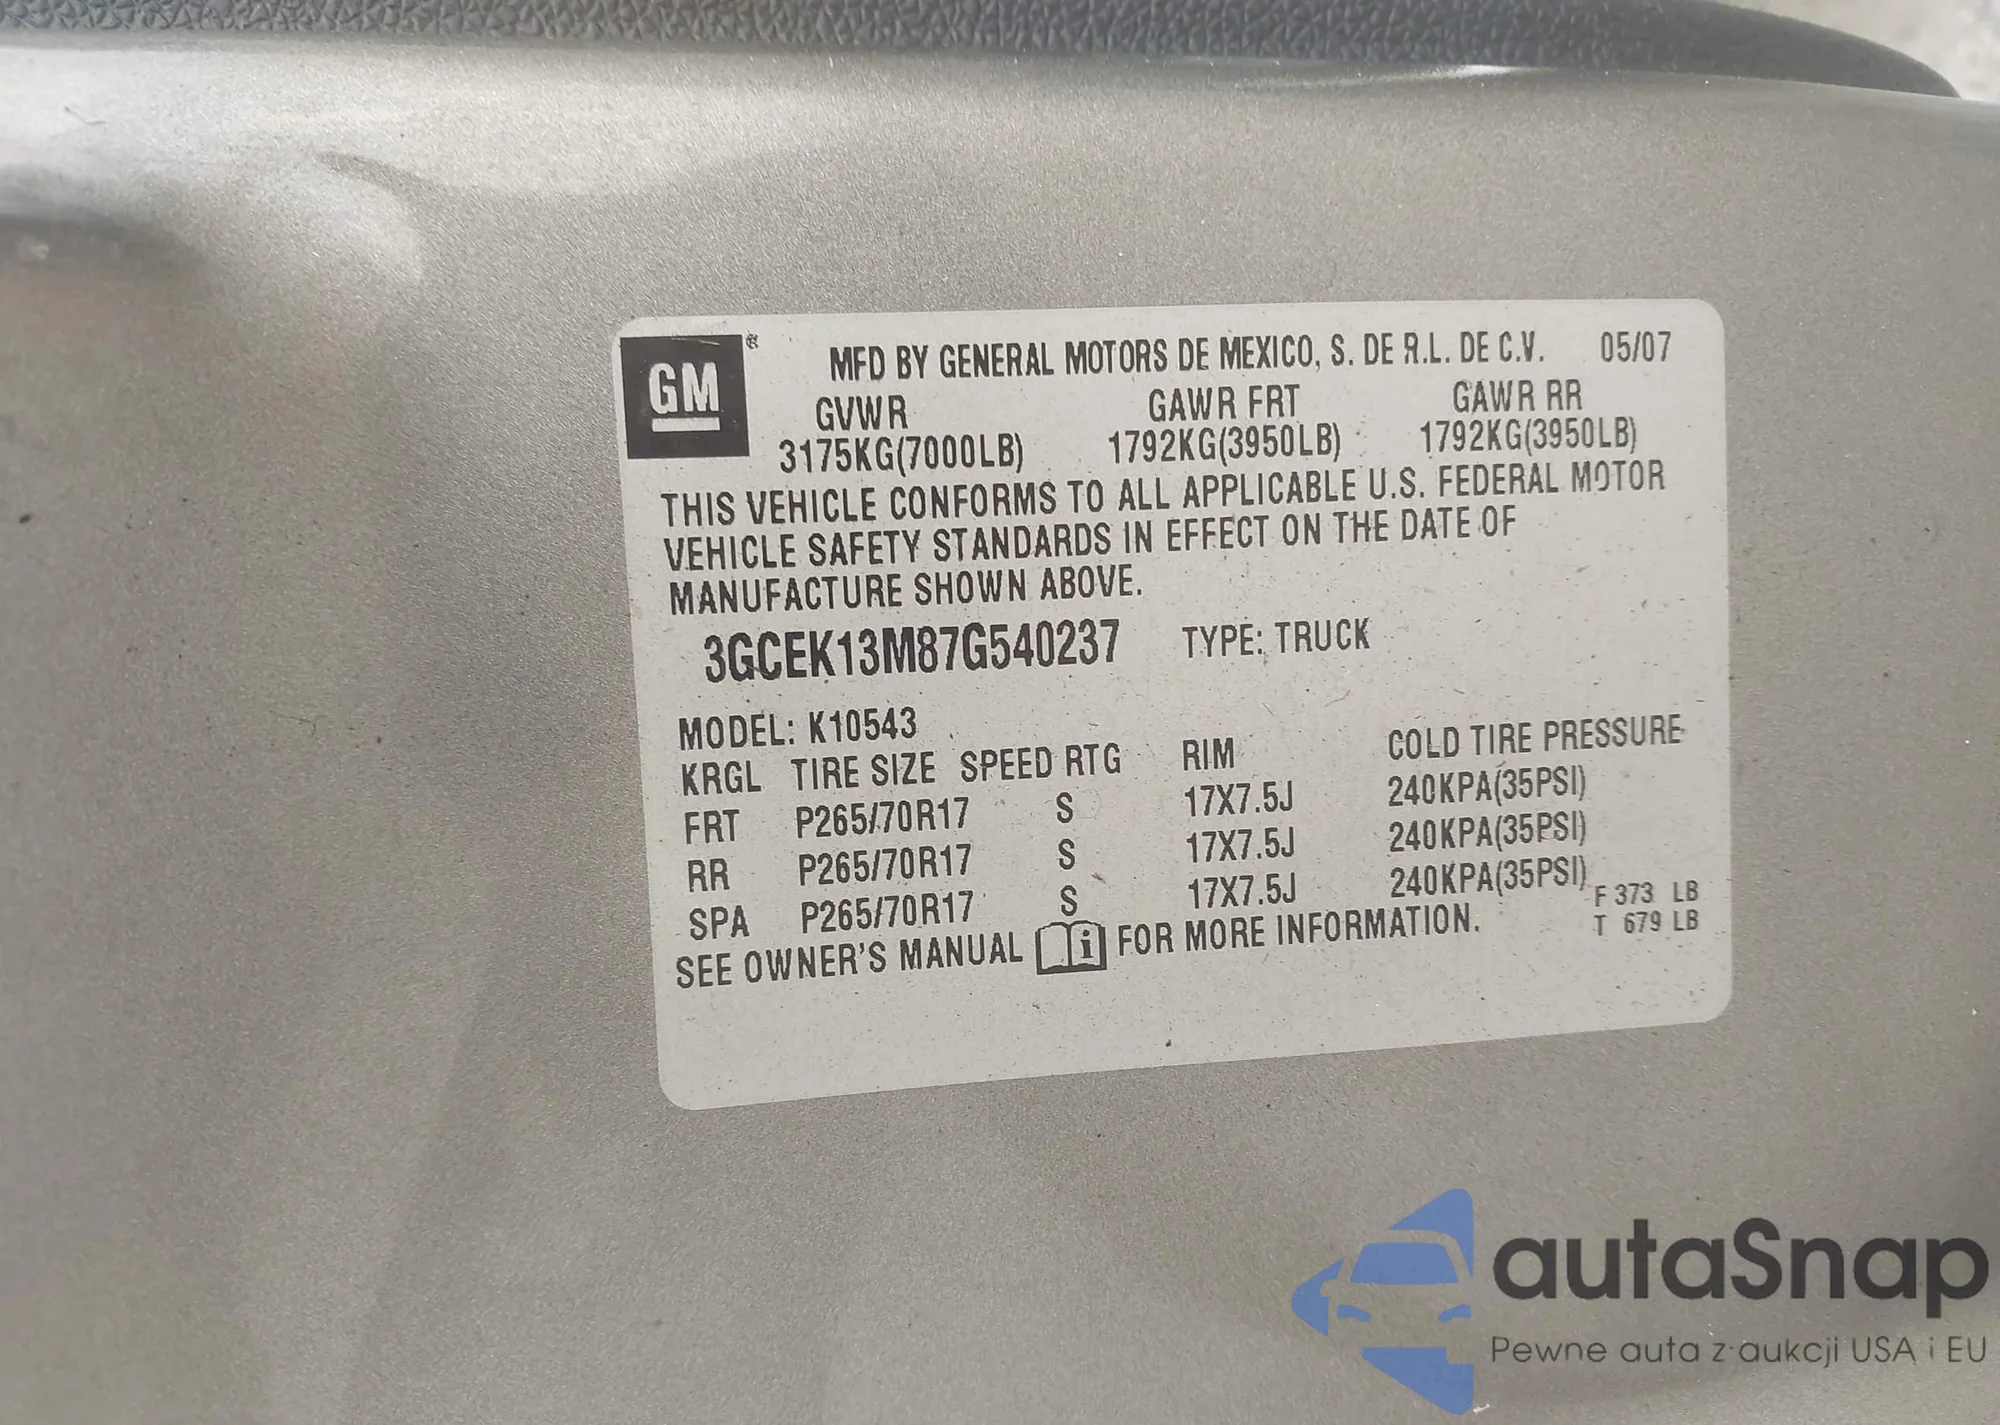 GM
MFD BY GENERAL MOTORS DE MEXICO, S. DE R.L. DE C.V. 05/07
GVWR GAWR FRT GAWR RR
3175KG(7000LB) 1792KG(3950LB) 1792KG(3950LB)
THIS VEHICLE CONFORMS TO ALL APPLICABLE U.S. FEDERAL MOTOR
VEHICLE SAFETY STANDARDS IN EFFECT ON THE DATE OF
MANUFACTURE SHOWN ABOVE.
3GCEK13M87G540237 TYPE: TRUCK
MODEL: K10543
KRGL TIRE SIZE SPEED RTG RIM COLD TIRE PRESSURE
FRT P265/70R17 S 17X7.5J 240KPA(35PSI)
RR P265/70R17 S 17X7.5J 240KPA(35PSI)
SPA P265/70R17 S 17X7.5J 240KPA(35PSI)
F 373 LB
T 679 LB
SEE OWNER'S MANUAL i FOR MORE INFORMATION.
autaSnap
Pewne auta z aukcji USA i EU